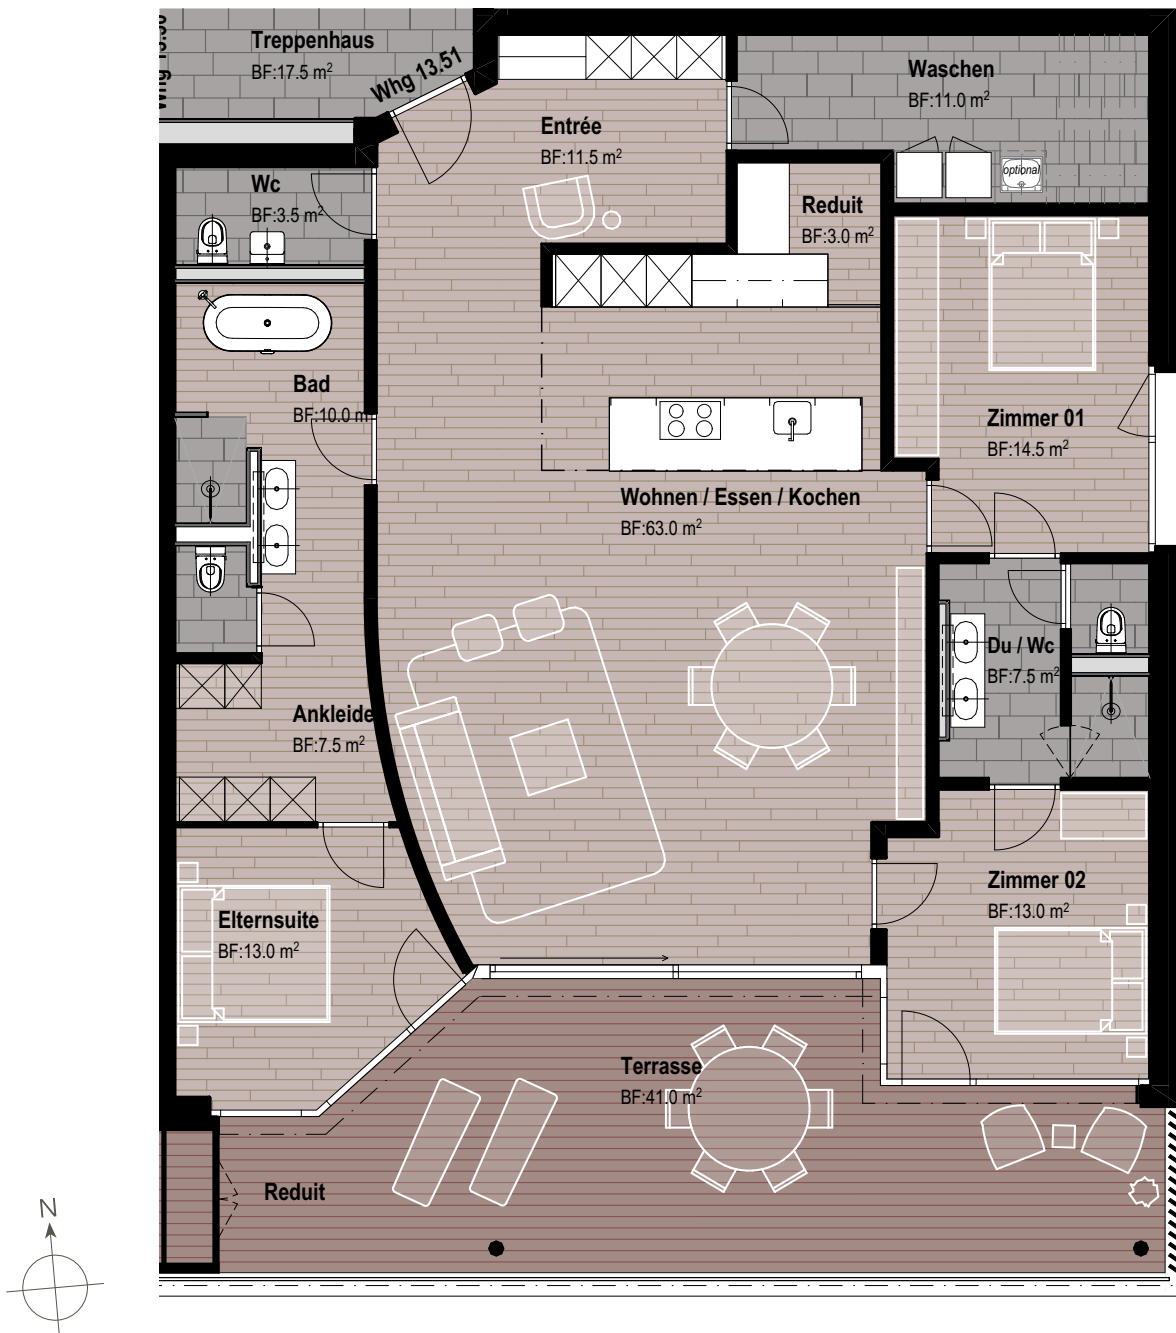 Treppenhaus
BF:17.5 m²
Whg 13.51
Waschen
BF:11.0 m²
Entrée
BF:11.5 m²
optional
Wc
BF:3.5 m²
Reduit
BF:3.0 m²
Bad
BF:10.0 m
Zimmer 01
BF:14.5 m²
Wohnen / Essen / Kochen
BF:63.0 m²
Du / Wc
BF:7.5 m²
Ankleide
BF:7.5 m²
Zimmer 02
BF:13.0 m²
Elternsuite
BF:13.0 m²
Terrasse
BF:41.0 m²
Reduit
N